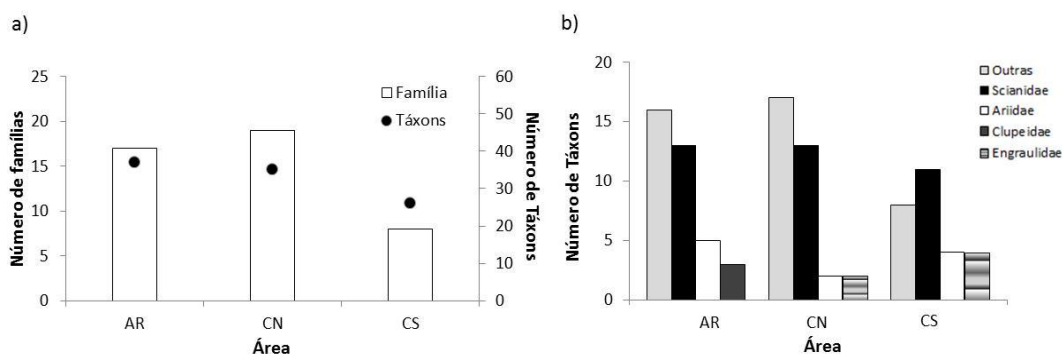 a)
Número de famílias
25
20
15
10
5
0
Família
Táxons
60
50
40
30
20
10
0
Número de Táxons
AR
CN
CS
Área
b)
Número de Táxons
20
15
10
5
0
Outras
Scianidae
Ariidae
Clupeidae
Engraulidae
AR
CN
CS
Área